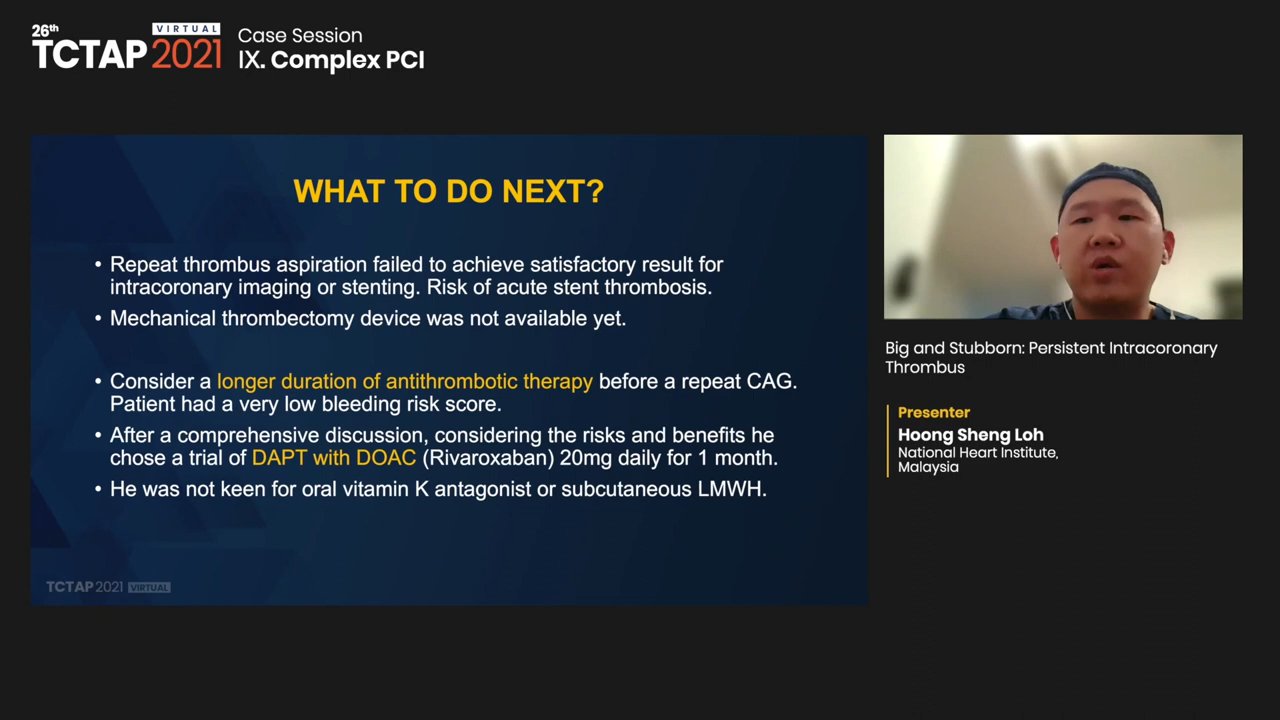 26th
TCTAP VIRTUAL 2021
Case Session
IX. Complex PCI
WHAT TO DO NEXT?
• Repeat thrombus aspiration failed to achieve satisfactory result for
intracoronary imaging or stenting. Risk of acute stent thrombosis.
• Mechanical thrombectomy device was not available yet.
• Consider a longer duration of antithrombotic therapy before a repeat CAG.
Patient had a very low bleeding risk score.
• After a comprehensive discussion, considering the risks and benefits he
chose a trial of DAPT with DOAC (Rivaroxaban) 20mg daily for 1 month.
• He was not keen for oral vitamin K antagonist or subcutaneous LMWH.
TCTAP 2021 VIRTUAL
Big and Stubborn: Persistent Intracoronary
Thrombus
Presenter
Hoong Sheng Loh
National Heart Institute,
Malaysia